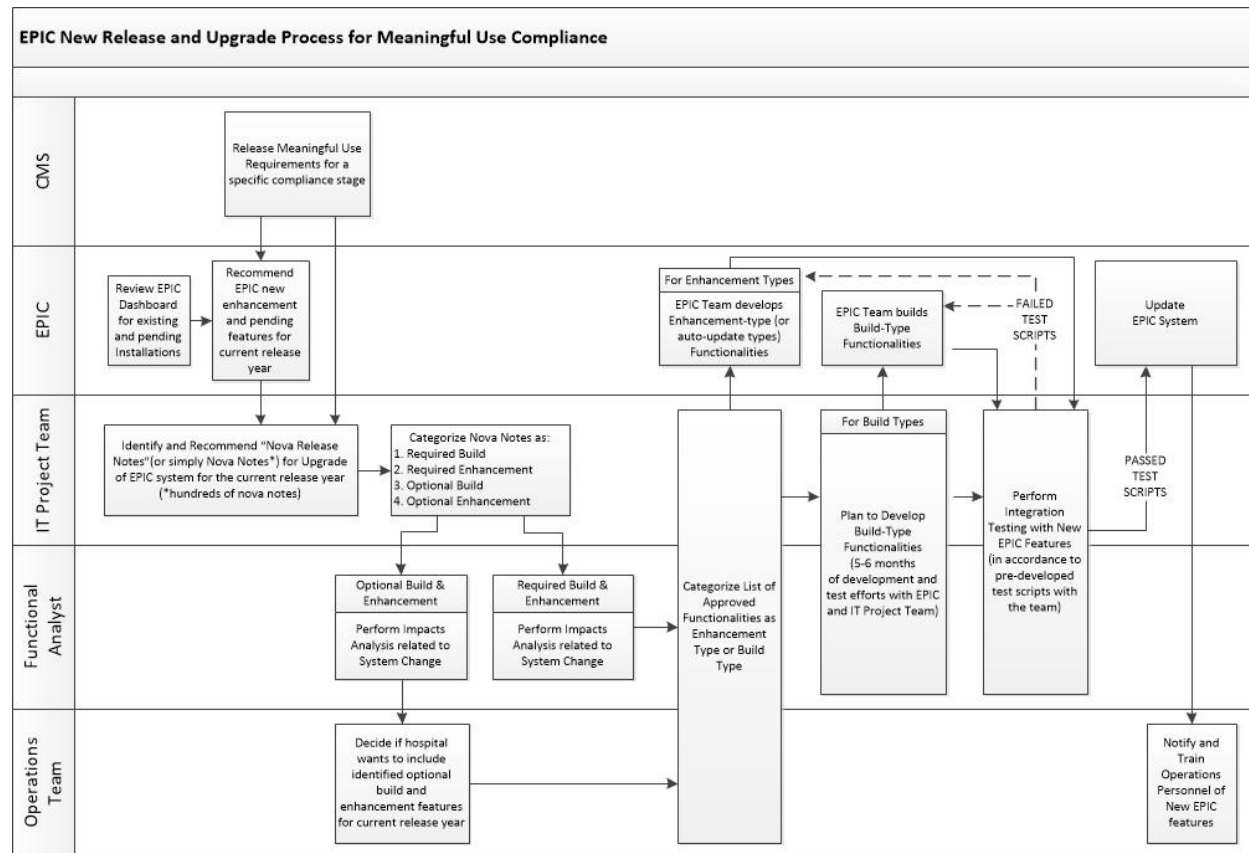 EPIC New Release and Upgrade Process for Meaningful Use Compliance
CMS
Release Meaningful Use
Requirements for a
specific compliance stage
EPIC
Review EPIC
Dashboard
for existing
and pending
Installations
Recommend
EPIC new
enhancement
and pending
features for
current release
year
For Enhancement Types
EPIC Team develops
Enhancement-type (or
auto-update types)
Functionalities
EPIC Team builds
Build-Type
Functionalities
FAILED
TEST
SCRIPTS
Update
EPIC System
IT Project Team
Identify and Recommend “Nova Release
Notes“(or simply Nova Notes*) for Upgrade
of EPIC system for the current release year
(*hundreds of nova notes)
Categorize Nova Notes as:
1. Required Build
2. Required Enhancement
3. Optional Build
4. Optional Enhancement
For Build Types
Plan to Develop
Build-Type
Functionalities
(5-6 months
of development and
test efforts with EPIC
and IT Project Team)
Perform
Integration
Testing with New
EPIC Features
(in accordance to
pre-developed
test scripts with
the team)
PASSED
TEST
SCRIPTS
Functional
Analyst
Optional Build &
Enhancement
Perform Impacts
Analysis related to
System Change
Required Build &
Enhancement
Perform Impacts
Analysis related to
System Change
Categorize List of
Approved
Functionalities as
Enhancement
Type or Build
Type
Operations
Team
Decide if hospital
wants to include
identified optional
build and
enhancement features
for current release year
Notify and
Train
Operations
Personnel of
New EPIC
features